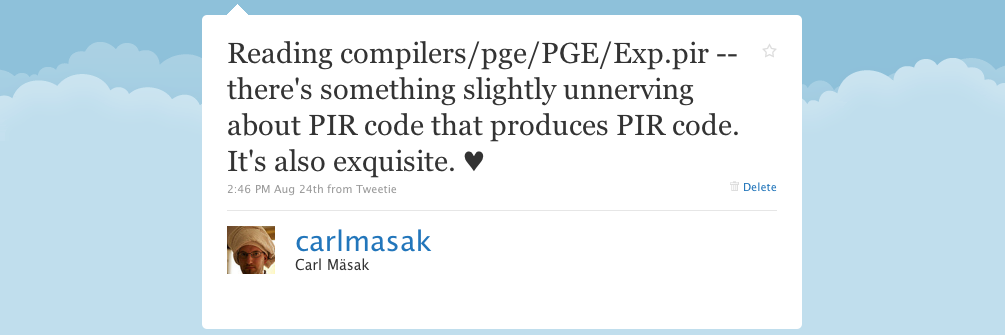 Reading compilers/pge/PGE/Exp.pir --
there's something slightly unnerving
about PIR code that produces PIR code.
It's also exquisite. ♥
2:46 PM Aug 24th from Tweetie
Delete
carlmasak
Carl Mäsak